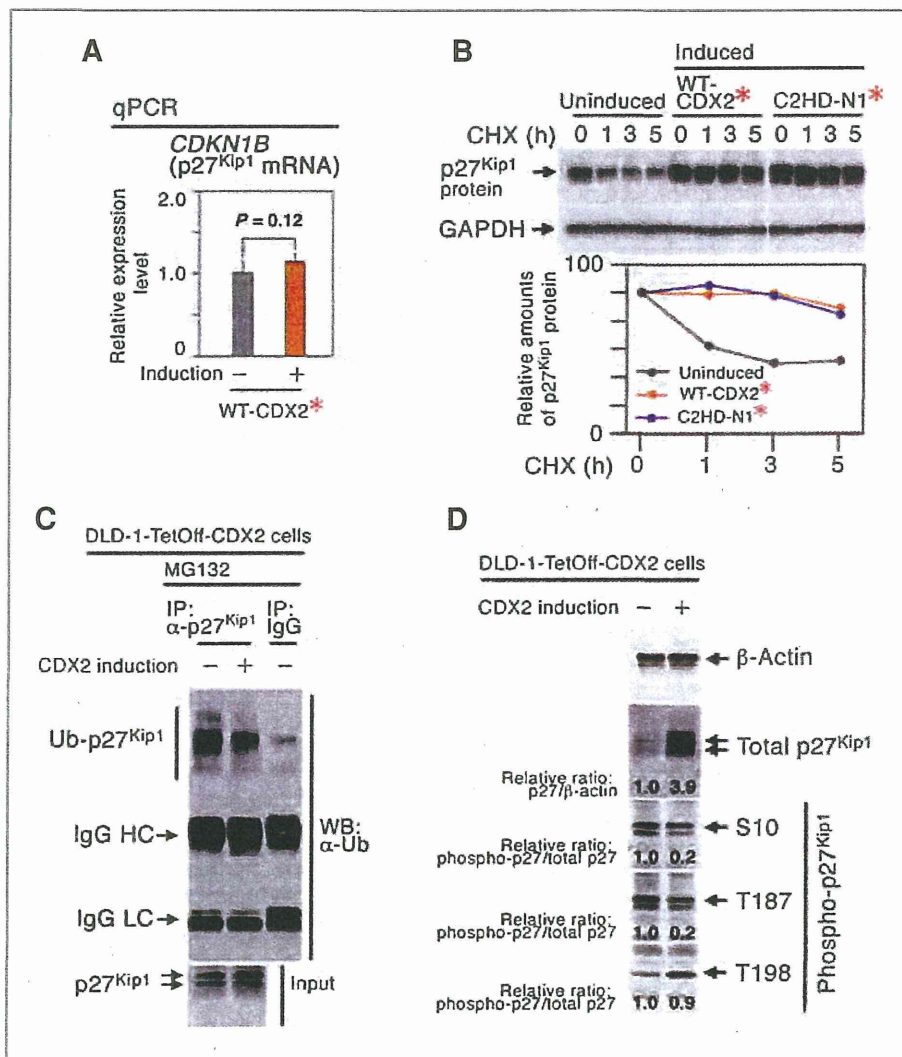 A
qPCR
CDKN1B
(p27Kip1 mRNA)
Relative expression
level
2.0
1.0
0
P = 0.12
Induction
− +
WT-CDX2*
B
Induced
Uninduced
WT-
CDX2*
C2HD-N1*
CHX (h) 0 1 3 5 0 1 3 5 0 1 3 5
p27Kip1
protein
GAPDH
Relative amounts
of p27Kip1 protein
100
0
Uninduced
WT-CDX2*
C2HD-N1*
CHX (h) 0 1 3 5
C
DLD-1-TetOff-CDX2 cells
MG132
IP:
α-p27Kip1
IP:
IgG
CDX2 induction − + −
Ub-p27Kip1
IgG HC
IgG LC
WB:
α-Ub
p27Kip1
Input
D
DLD-1-TetOff-CDX2 cells
CDX2 induction − +
β-Actin
Total p27Kip1
Relative ratio:
p27/β-actin 1.0 3.9
S10
Relative ratio:
phospho-p27/total p27 1.0 0.2
T187
Relative ratio:
phospho-p27/total p27 1.0 0.2
T198
Relative ratio:
phospho-p27/total p27 1.0 0.9
Phospho-p27Kip1